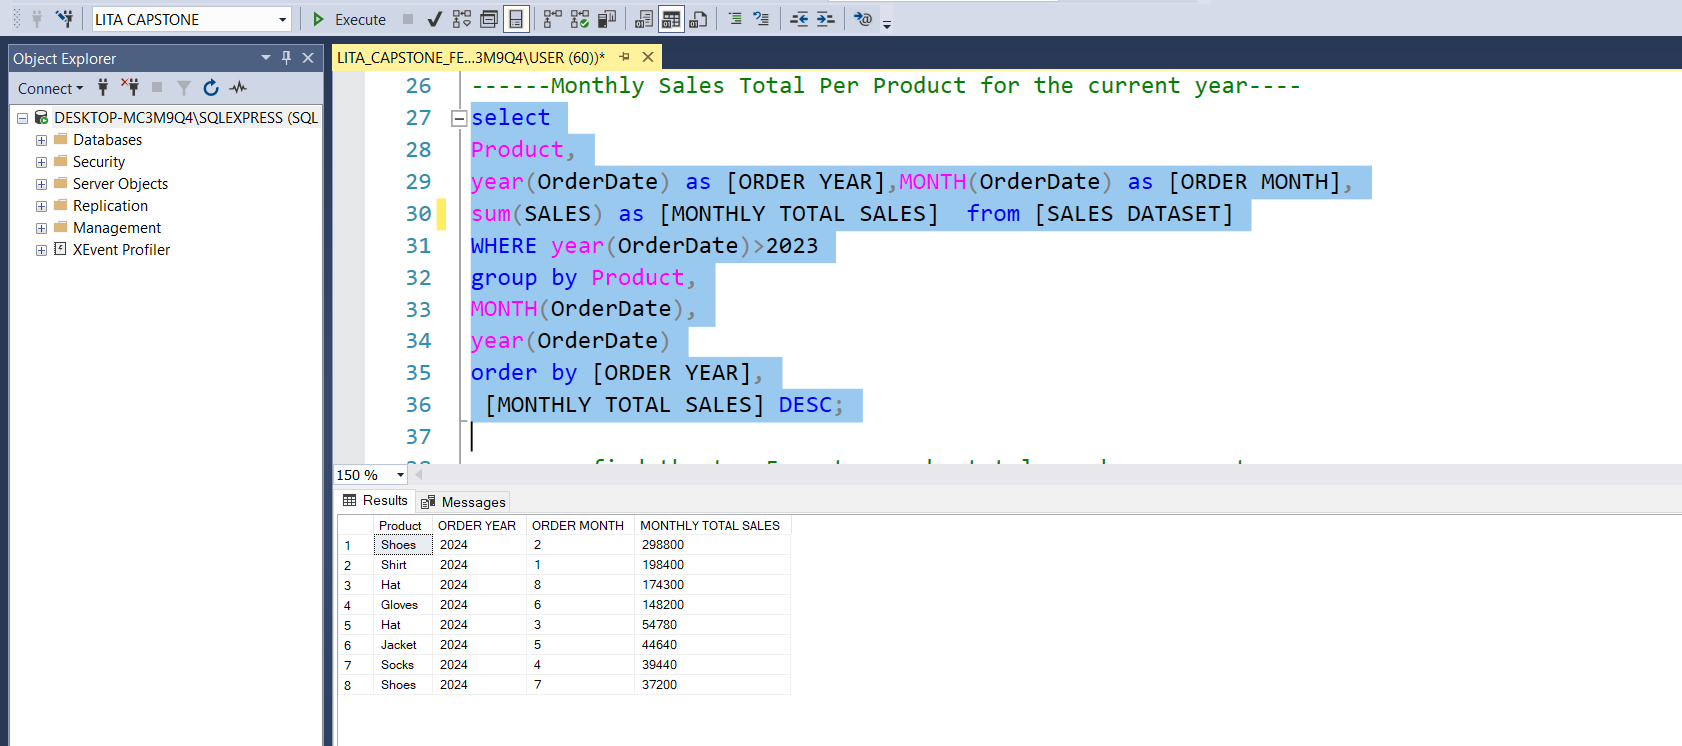 LITA CAPSTONE
Execute
Object Explorer
Connect
DESKTOP-MC3M9Q4\SQLEXPRESS (SQL
Databases
Security
Server Objects
Replication
Management
XEvent Profiler
LITA_CAPSTONE_FE...3M9Q4\USER (60))*
26 ------Monthly Sales Total Per Product for the current year----
27 select
28 Product,
29 year(OrderDate) as [ORDER YEAR],MONTH(OrderDate) as [ORDER MONTH],
30 sum(SALES) as [MONTHLY TOTAL SALES]  from [SALES DATASET]
31 WHERE year(OrderDate)>2023
32 group by Product,
33 MONTH(OrderDate),
34 year(OrderDate)
35 order by [ORDER YEAR],
36  [MONTHLY TOTAL SALES] DESC;
37
150 %
Results Messages
Product ORDER YEAR ORDER MONTH MONTHLY TOTAL SALES
1 Shoes 2024 2 298800
2 Shirt 2024 1 198400
3 Hat 2024 8 174300
4 Gloves 2024 6 148200
5 Hat 2024 3 54780
6 Jacket 2024 5 44640
7 Socks 2024 4 39440
8 Shoes 2024 7 37200